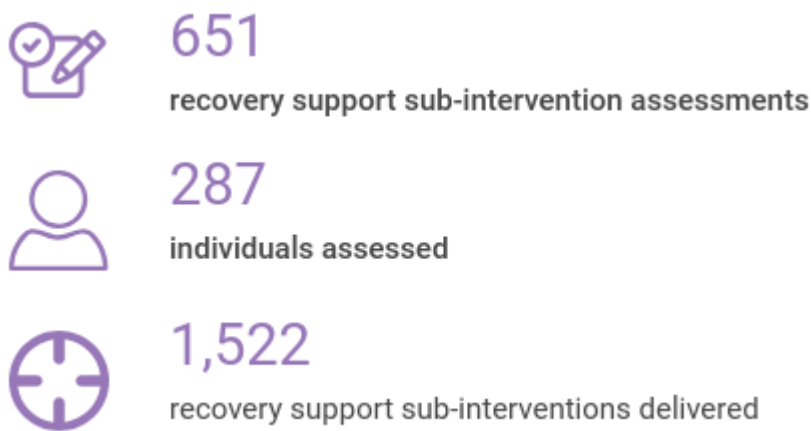 651
recovery support sub-intervention assessments
287
individuals assessed
1,522
recovery support sub-interventions delivered